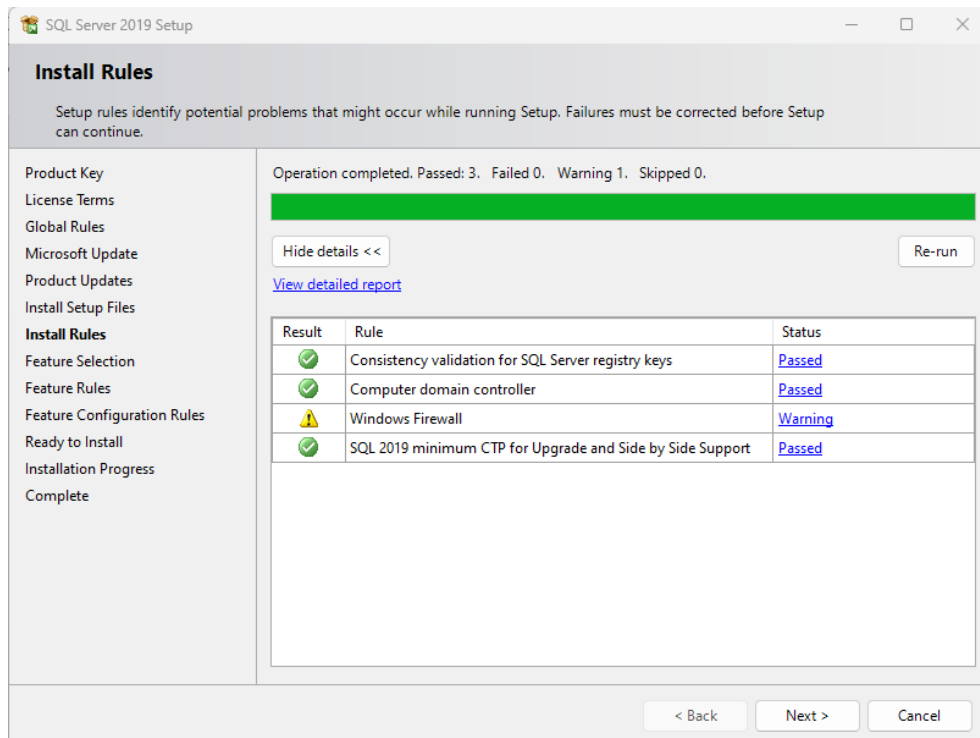 SQL Server 2019 Setup
Install Rules
Setup rules identify potential problems that might occur while running Setup. Failures must be corrected before Setup
can continue.
Product Key
License Terms
Global Rules
Microsoft Update
Product Updates
Install Setup Files
Install Rules
Feature Selection
Feature Rules
Feature Configuration Rules
Ready to Install
Installation Progress
Complete
Operation completed. Passed: 3.   Failed 0.   Warning 1.   Skipped 0.
Hide details <<
Re-run
View detailed report
Result Rule Status
Consistency validation for SQL Server registry keys Passed
Computer domain controller Passed
Windows Firewall Warning
SQL 2019 minimum CTP for Upgrade and Side by Side Support Passed
< Back Next > Cancel